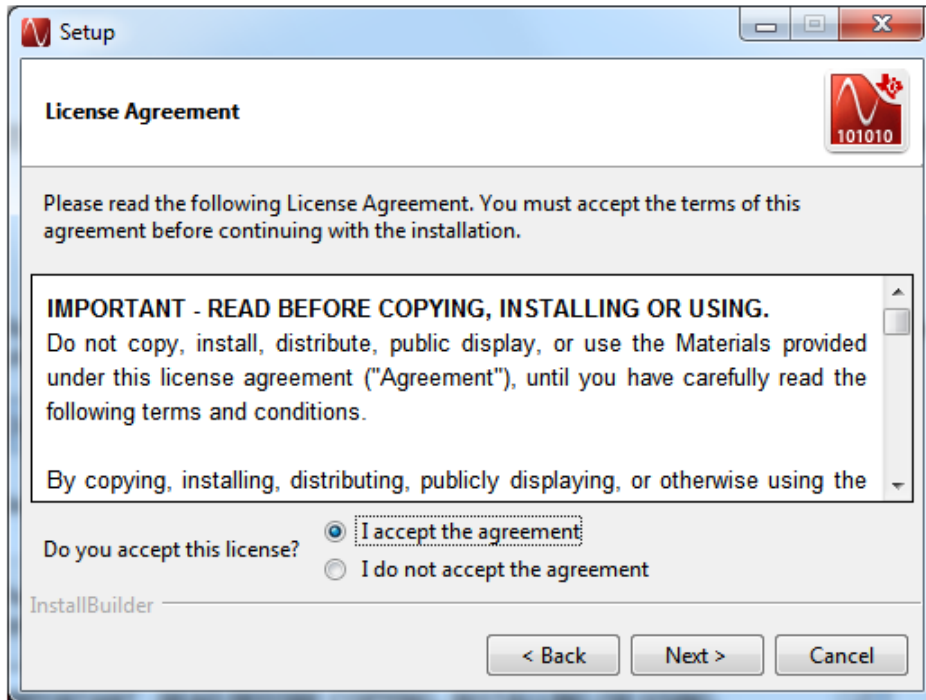 Setup
License Agreement
101010
Please read the following License Agreement. You must accept the terms of this
agreement before continuing with the installation.
IMPORTANT - READ BEFORE COPYING, INSTALLING OR USING.
Do not copy, install, distribute, public display, or use the Materials provided
under this license agreement ("Agreement"), until you have carefully read the
following terms and conditions.
By copying, installing, distributing, publicly displaying, or otherwise using the
Do you accept this license?
I accept the agreement
I do not accept the agreement
InstallBuilder
< Back Next > Cancel